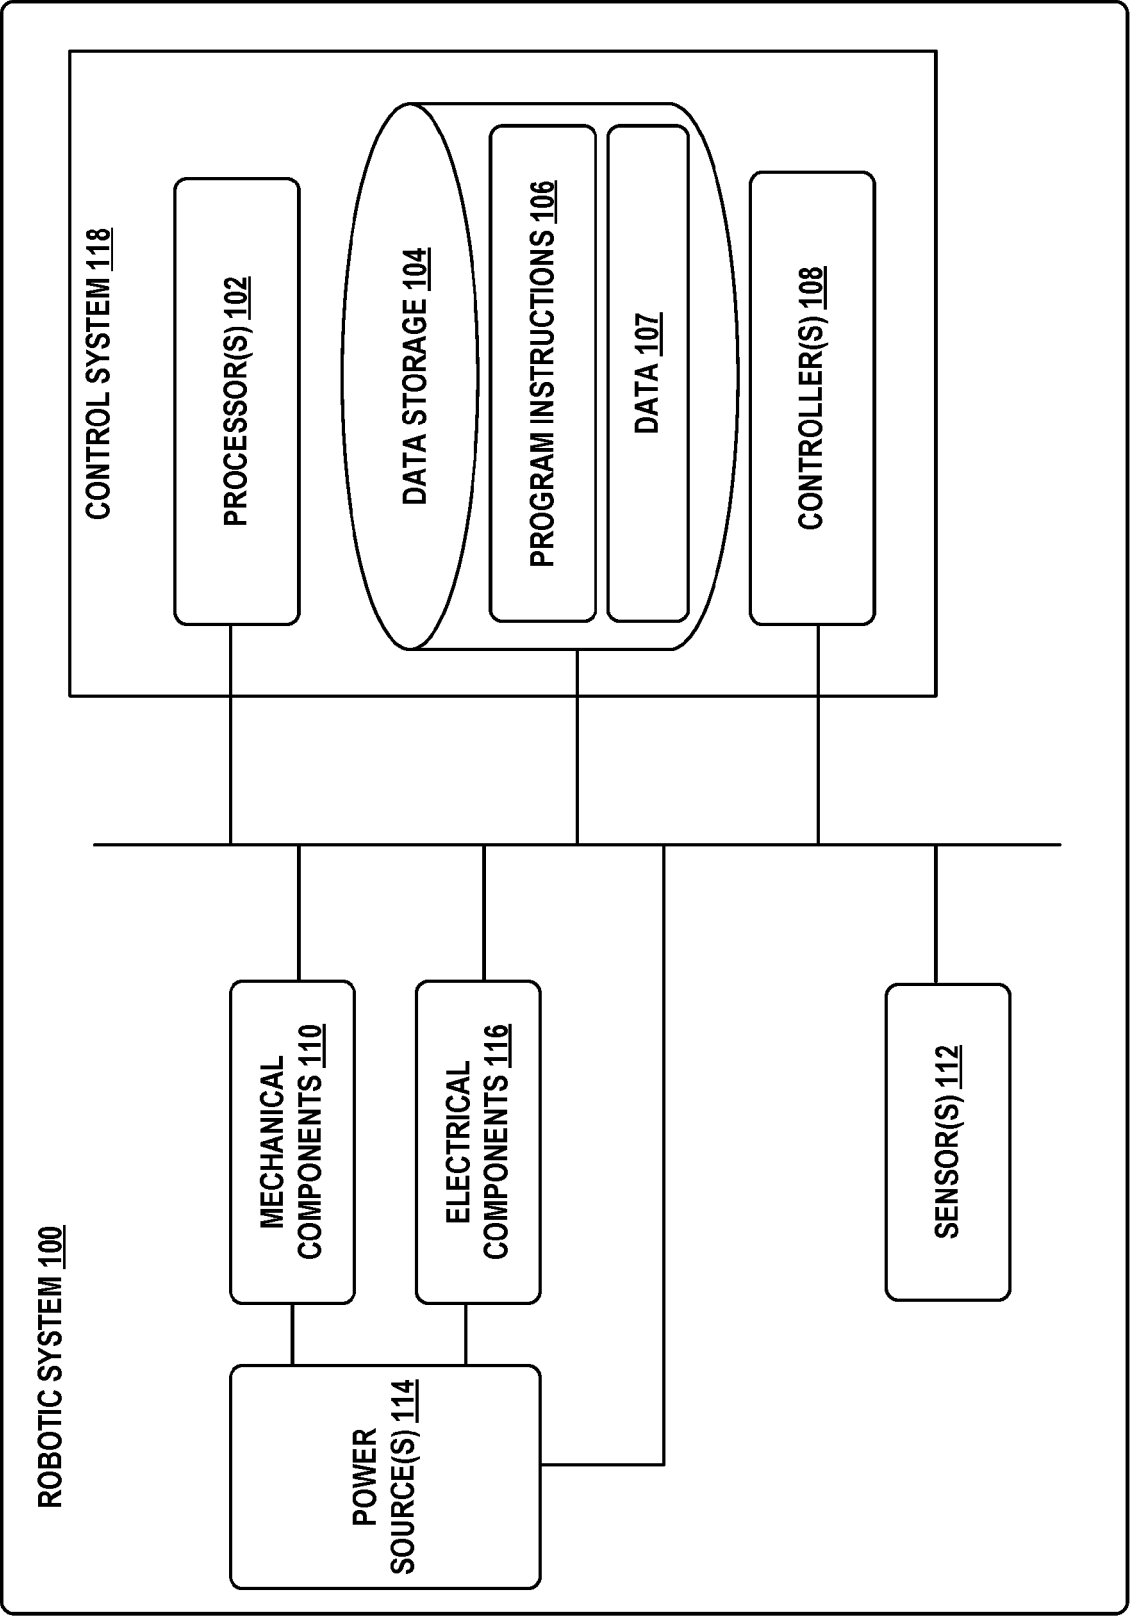 ROBOTIC SYSTEM 100
CONTROL SYSTEM 118
PROCESSOR(S) 102
DATA STORAGE 104
PROGRAM INSTRUCTIONS 106
DATA 107
CONTROLLER(S) 108
MECHANICAL
COMPONENTS 110
ELECTRICAL
COMPONENTS 116
POWER
SOURCE(S) 114
SENSOR(S) 112